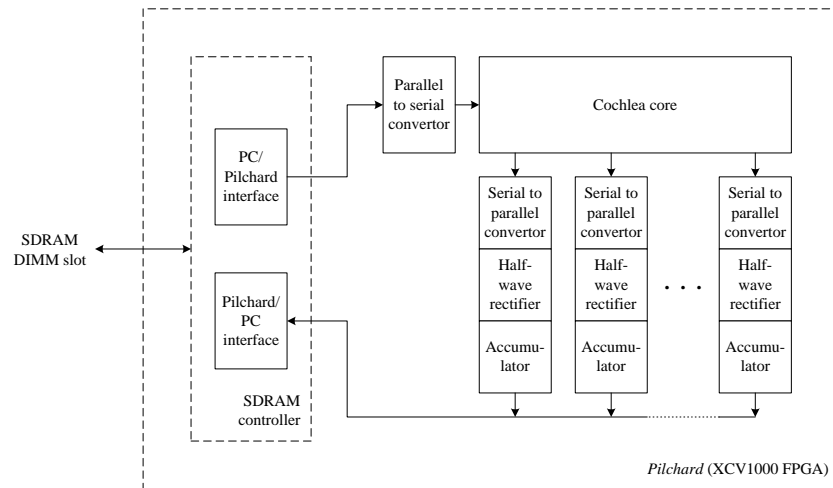 Parallel
to serial
convertor
Cochlea core
PC/
Pilchard
interface
Serial to
parallel
convertor
Serial to
parallel
convertor
Serial to
parallel
convertor
SDRAM
DIMM slot
Half-
wave
rectifier
Half-
wave
rectifier
Half-
wave
rectifier
. . .
Pilchard/
PC
interface
Accumu-
lator
Accumu-
lator
Accumu-
lator
SDRAM
controller
Pilchard (XCV1000 FPGA)